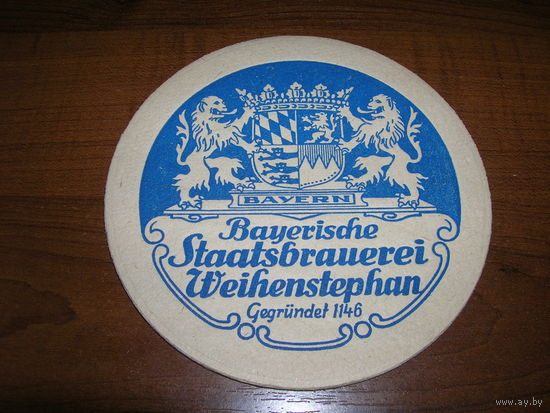 BAYERN
Bayerische
Staatsbrauerei
Weihenstephan
Gegründet 1146
www.ay.by